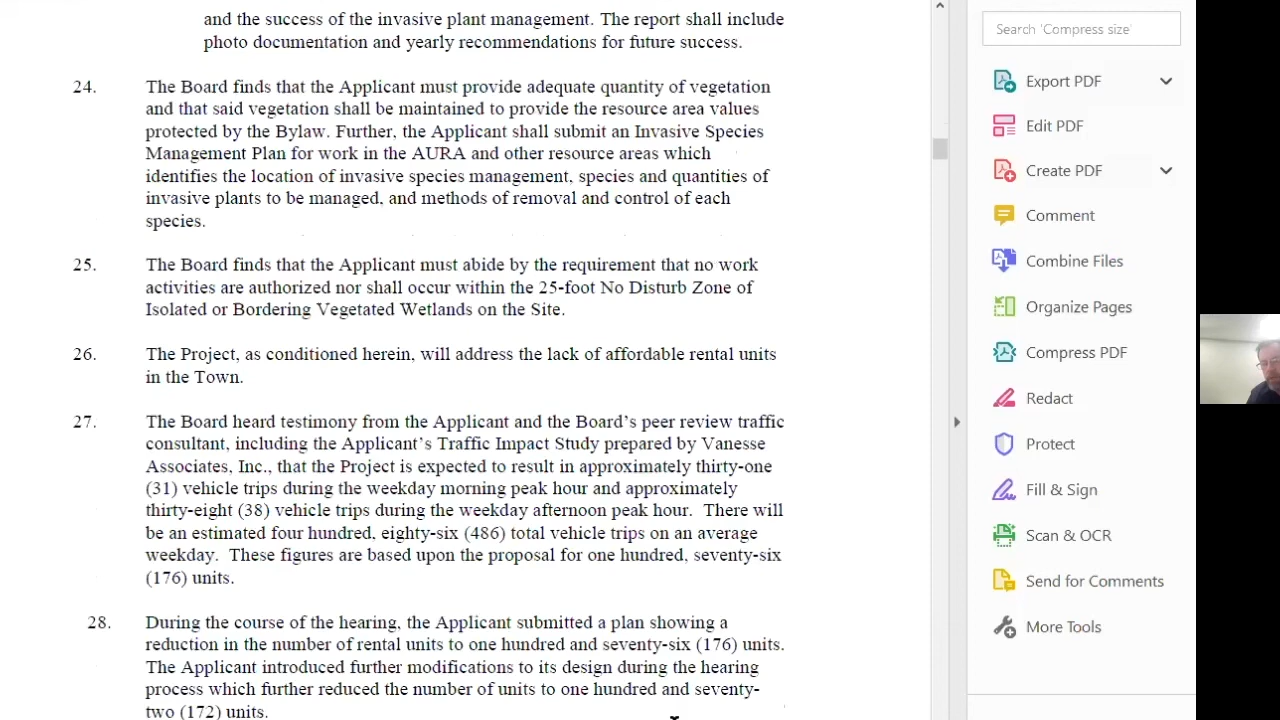 and the success of the invasive plant management. The report shall include
photo documentation and yearly recommendations for future success.
24. The Board finds that the Applicant must provide adequate quantity of vegetation
and that said vegetation shall be maintained to provide the resource area values
protected by the Bylaw. Further, the Applicant shall submit an Invasive Species
Management Plan for work in the AURA and other resource areas which
identifies the location of invasive species management, species and quantities of
invasive plants to be managed, and methods of removal and control of each
species.
25. The Board finds that the Applicant must abide by the requirement that no work
activities are authorized nor shall occur within the 25-foot No Disturb Zone of
Isolated or Bordering Vegetated Wetlands on the Site.
26. The Project, as conditioned herein, will address the lack of affordable rental units
in the Town.
27. The Board heard testimony from the Applicant and the Board's peer review traffic
consultant, including the Applicant's Traffic Impact Study prepared by Vanesse
Associates, Inc., that the Project is expected to result in approximately thirty-one
(31) vehicle trips during the weekday morning peak hour and approximately
thirty-eight (38) vehicle trips during the weekday afternoon peak hour. There will
be an estimated four hundred, eighty-six (486) total vehicle trips on an average
weekday. These figures are based upon the proposal for one hundred, seventy-six
(176) units.
28. During the course of the hearing, the Applicant submitted a plan showing a
reduction in the number of rental units to one hundred and seventy-six (176) units.
The Applicant introduced further modifications to its design during the hearing
process which further reduced the number of units to one hundred and seventy-
two (172) units.
Search 'Compress size'
Export PDF
Edit PDF
Create PDF
Comment
Combine Files
Organize Pages
Compress PDF
Redact
Protect
Fill & Sign
Scan & OCR
Send for Comments
More Tools